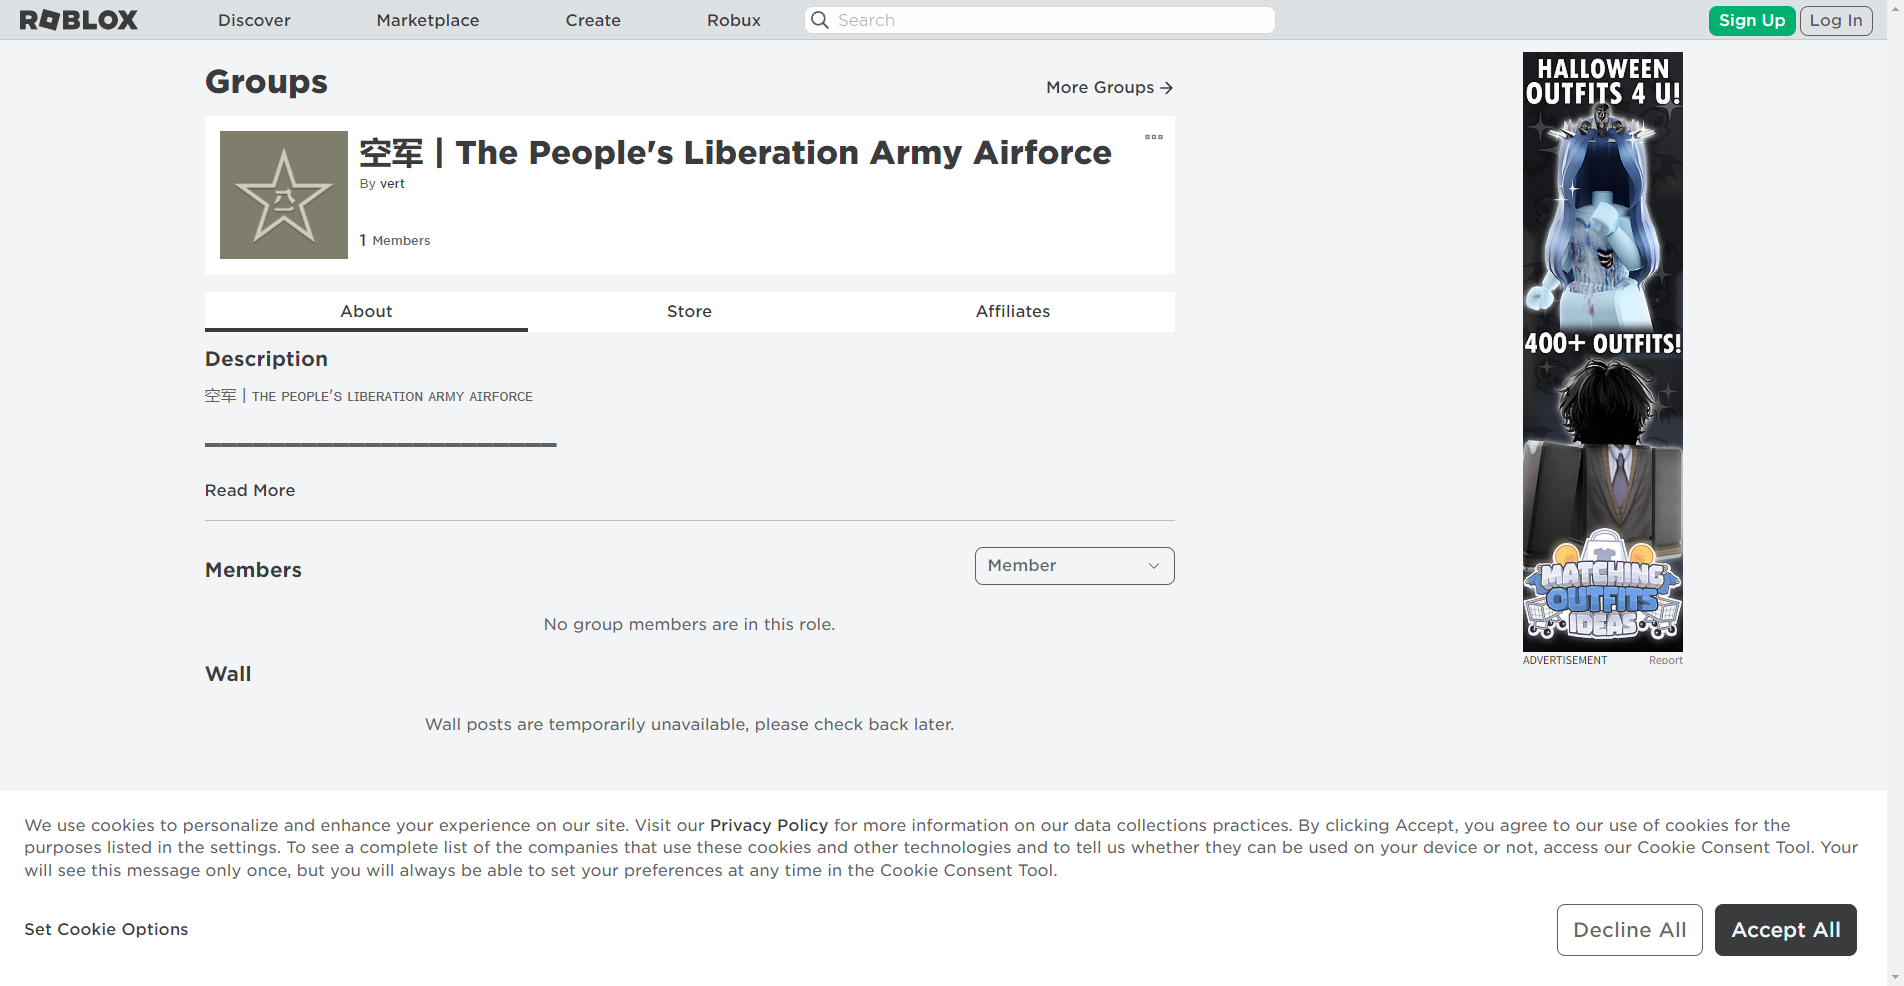 ROBLOX
Discover
Marketplace
Create
Robux
Search
Sign Up
Log In
Groups
More Groups
空军 | The People's Liberation Army Airforce
By vert
1 Members
八一
About
Store
Affiliates
Description
空军 | ᴛʜᴇ ᴘᴇᴏᴘʟᴇ'ꜱ ʟɪʙᴇʀᴀᴛɪᴏɴ ᴀʀᴍʏ ᴀɪʀꜰᴏʀᴄᴇ
Read More
Members
Member
No group members are in this role.
Wall
Wall posts are temporarily unavailable, please check back later.
HALLOWEEN
OUTFITS 4 U!
400+ OUTFITS!
MATCHING
OUTFITS
IDEAS
ADVERTISEMENT
Report
We use cookies to personalize and enhance your experience on our site. Visit our Privacy Policy for more information on our data collections practices. By clicking Accept, you agree to our use of cookies for the
purposes listed in the settings. To see a complete list of the companies that use these cookies and other technologies and to tell us whether they can be used on your device or not, access our Cookie Consent Tool. Your
will see this message only once, but you will always be able to set your preferences at any time in the Cookie Consent Tool.
Set Cookie Options
Decline All
Accept All